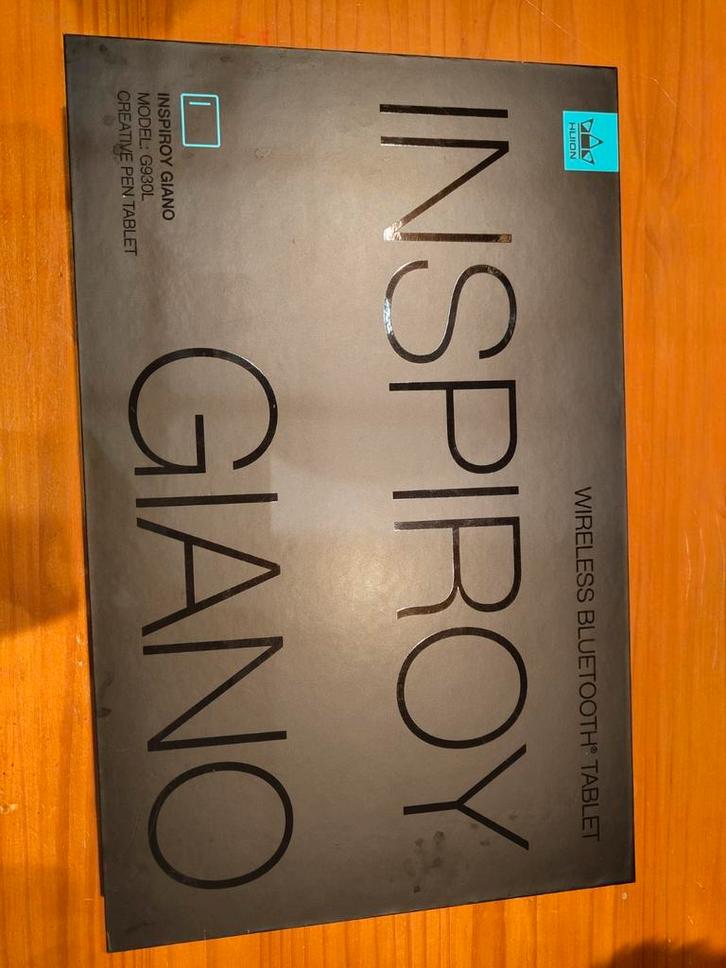 HUION
WIRELESS BLUETOOTH® TABLET
INSPIROY
GIANO
INSPIROY GIANO
MODEL: G930L
CREATIVE PEN TABLET